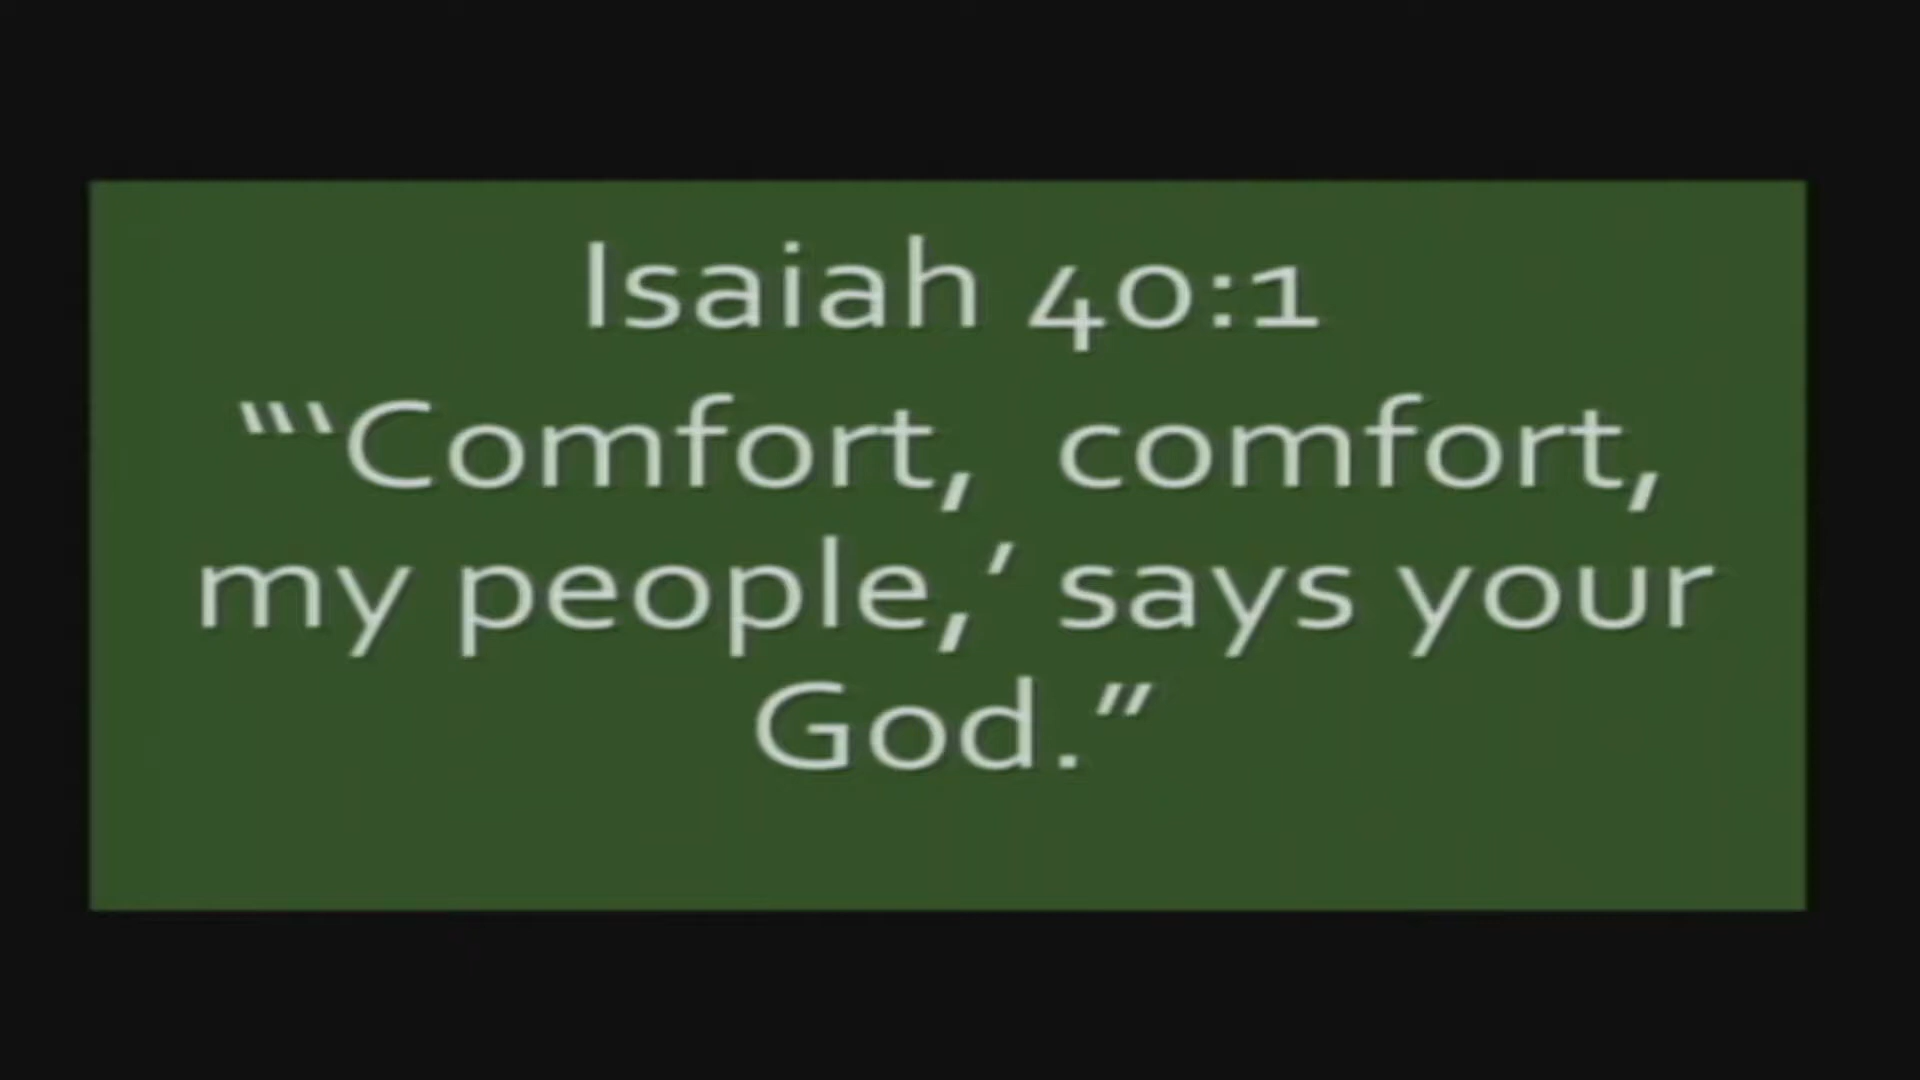 Isaiah 40:1
“‘Comfort,  comfort,
my people,’ says your
God.”